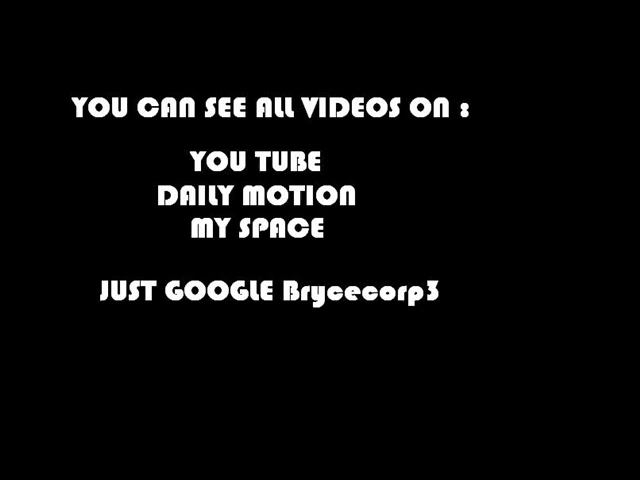 YOU CAN SEE ALL VIDEOS ON :
YOU TUBE
DAILY MOTION
MY SPACE
JUST GOOGLE Brycecorp3